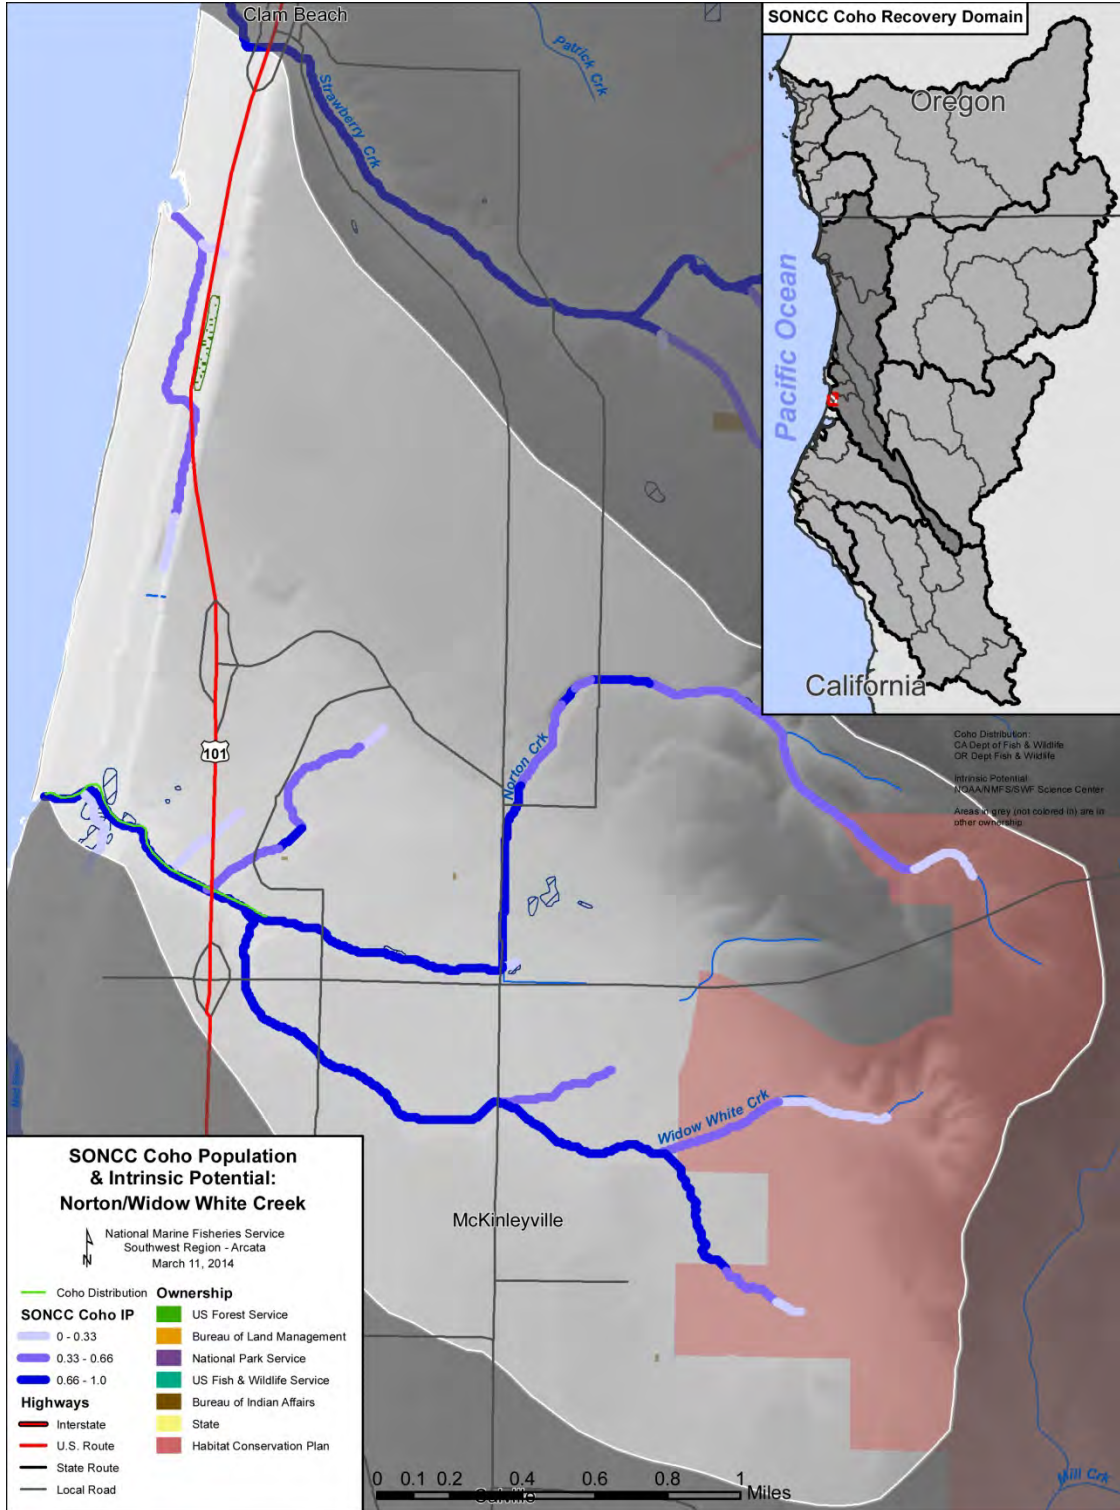 Clam Beach
Patrick Crk
Strawberry Crk
SONCC Coho Recovery Domain
Oregon
Pacific Ocean
California
101
Norton Crk
Coho Distribution:
CA Dept of Fish & Wildlife
OR Dept Fish & Wildlife
Intrinsic Potential:
NOAA/NMFS/SWF Science Center
Areas in grey (not colored in) are in
other ownership
Widow White Crk
McKinleyville
Mill Crk
SONCC Coho Population
& Intrinsic Potential:
Norton/Widow White Creek
N
National Marine Fisheries Service
Southwest Region - Arcata
March 11, 2014
Coho Distribution
SONCC Coho IP
0 - 0.33
0.33 - 0.66
0.66 - 1.0
Highways
Interstate
U.S. Route
State Route
Local Road
Ownership
US Forest Service
Bureau of Land Management
National Park Service
US Fish & Wildlife Service
Bureau of Indian Affairs
State
Habitat Conservation Plan
0 0.1 0.2 0.4 0.6 0.8 1
Miles